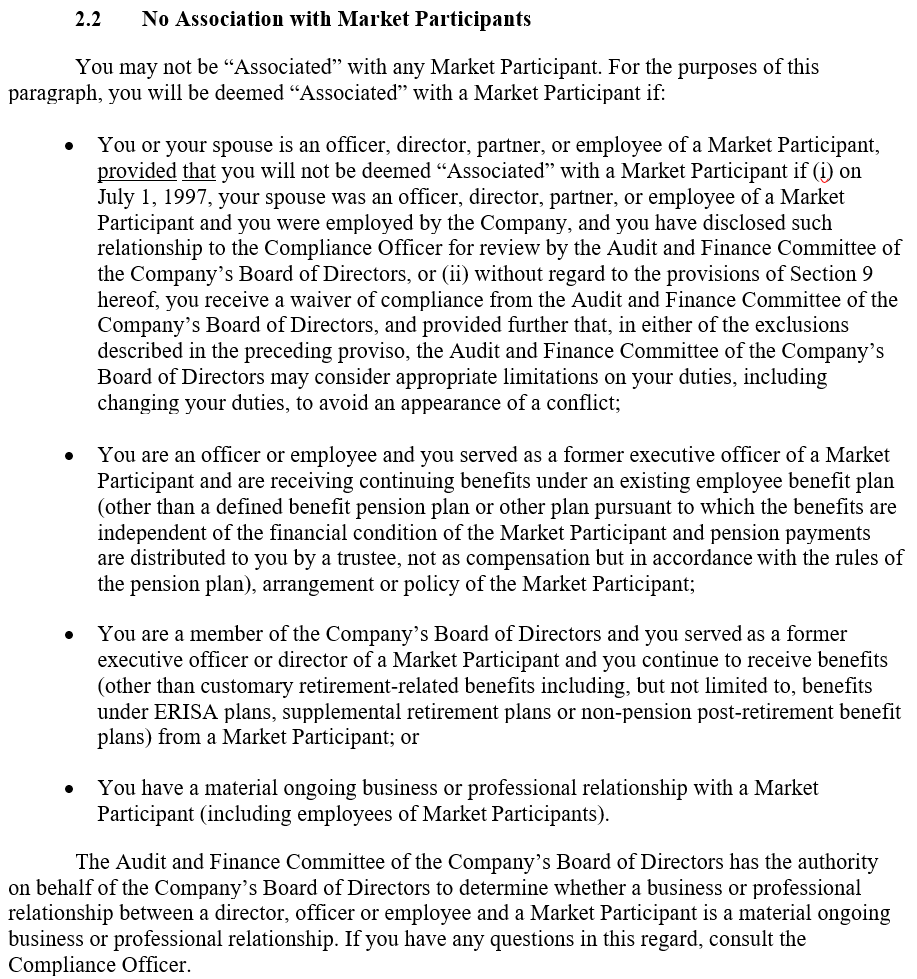 2.2 No Association with Market Participants
You may not be “Associated” with any Market Participant. For the purposes of this
paragraph, you will be deemed “Associated” with a Market Participant if:
• You or your spouse is an officer, director, partner, or employee of a Market Participant,
provided that you will not be deemed “Associated” with a Market Participant if (i) on
July 1, 1997, your spouse was an officer, director, partner, or employee of a Market
Participant and you were employed by the Company, and you have disclosed such
relationship to the Compliance Officer for review by the Audit and Finance Committee of
the Company’s Board of Directors, or (ii) without regard to the provisions of Section 9
hereof, you receive a waiver of compliance from the Audit and Finance Committee of the
Company’s Board of Directors, and provided further that, in either of the exclusions
described in the preceding proviso, the Audit and Finance Committee of the Company’s
Board of Directors may consider appropriate limitations on your duties, including
changing your duties, to avoid an appearance of a conflict;
• You are an officer or employee and you served as a former executive officer of a Market
Participant and are receiving continuing benefits under an existing employee benefit plan
(other than a defined benefit pension plan or other plan pursuant to which the benefits are
independent of the financial condition of the Market Participant and pension payments
are distributed to you by a trustee, not as compensation but in accordance with the rules of
the pension plan), arrangement or policy of the Market Participant;
• You are a member of the Company’s Board of Directors and you served as a former
executive officer or director of a Market Participant and you continue to receive benefits
(other than customary retirement-related benefits including, but not limited to, benefits
under ERISA plans, supplemental retirement plans or non-pension post-retirement benefit
plans) from a Market Participant; or
• You have a material ongoing business or professional relationship with a Market
Participant (including employees of Market Participants).
The Audit and Finance Committee of the Company’s Board of Directors has the authority
on behalf of the Company’s Board of Directors to determine whether a business or professional
relationship between a director, officer or employee and a Market Participant is a material ongoing
business or professional relationship. If you have any questions in this regard, consult the
Compliance Officer.